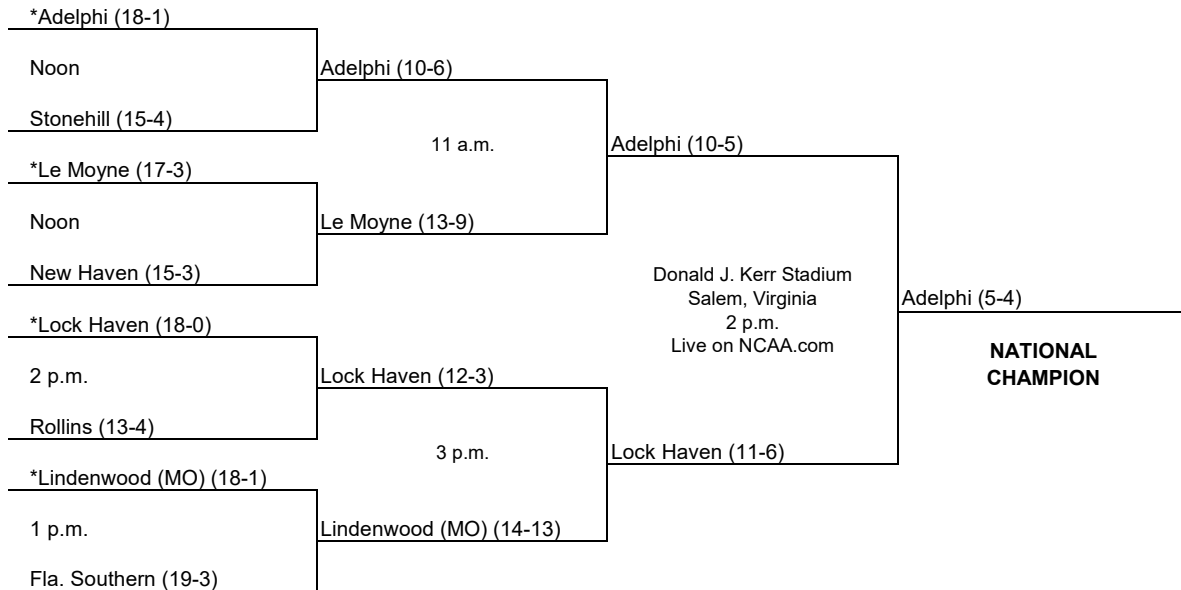 *Adelphi (18-1)
Noon
Adelphi (10-6)
Stonehill (15-4)
11 a.m.
Adelphi (10-5)
*Le Moyne (17-3)
Noon
Le Moyne (13-9)
New Haven (15-3)
Donald J. Kerr Stadium
Salem, Virginia
2 p.m.
Live on NCAA.com
Adelphi (5-4)
NATIONAL
CHAMPION
*Lock Haven (18-0)
2 p.m.
Lock Haven (12-3)
Rollins (13-4)
3 p.m.
Lock Haven (11-6)
*Lindenwood (MO) (18-1)
1 p.m.
Lindenwood (MO) (14-13)
Fla. Southern (19-3)